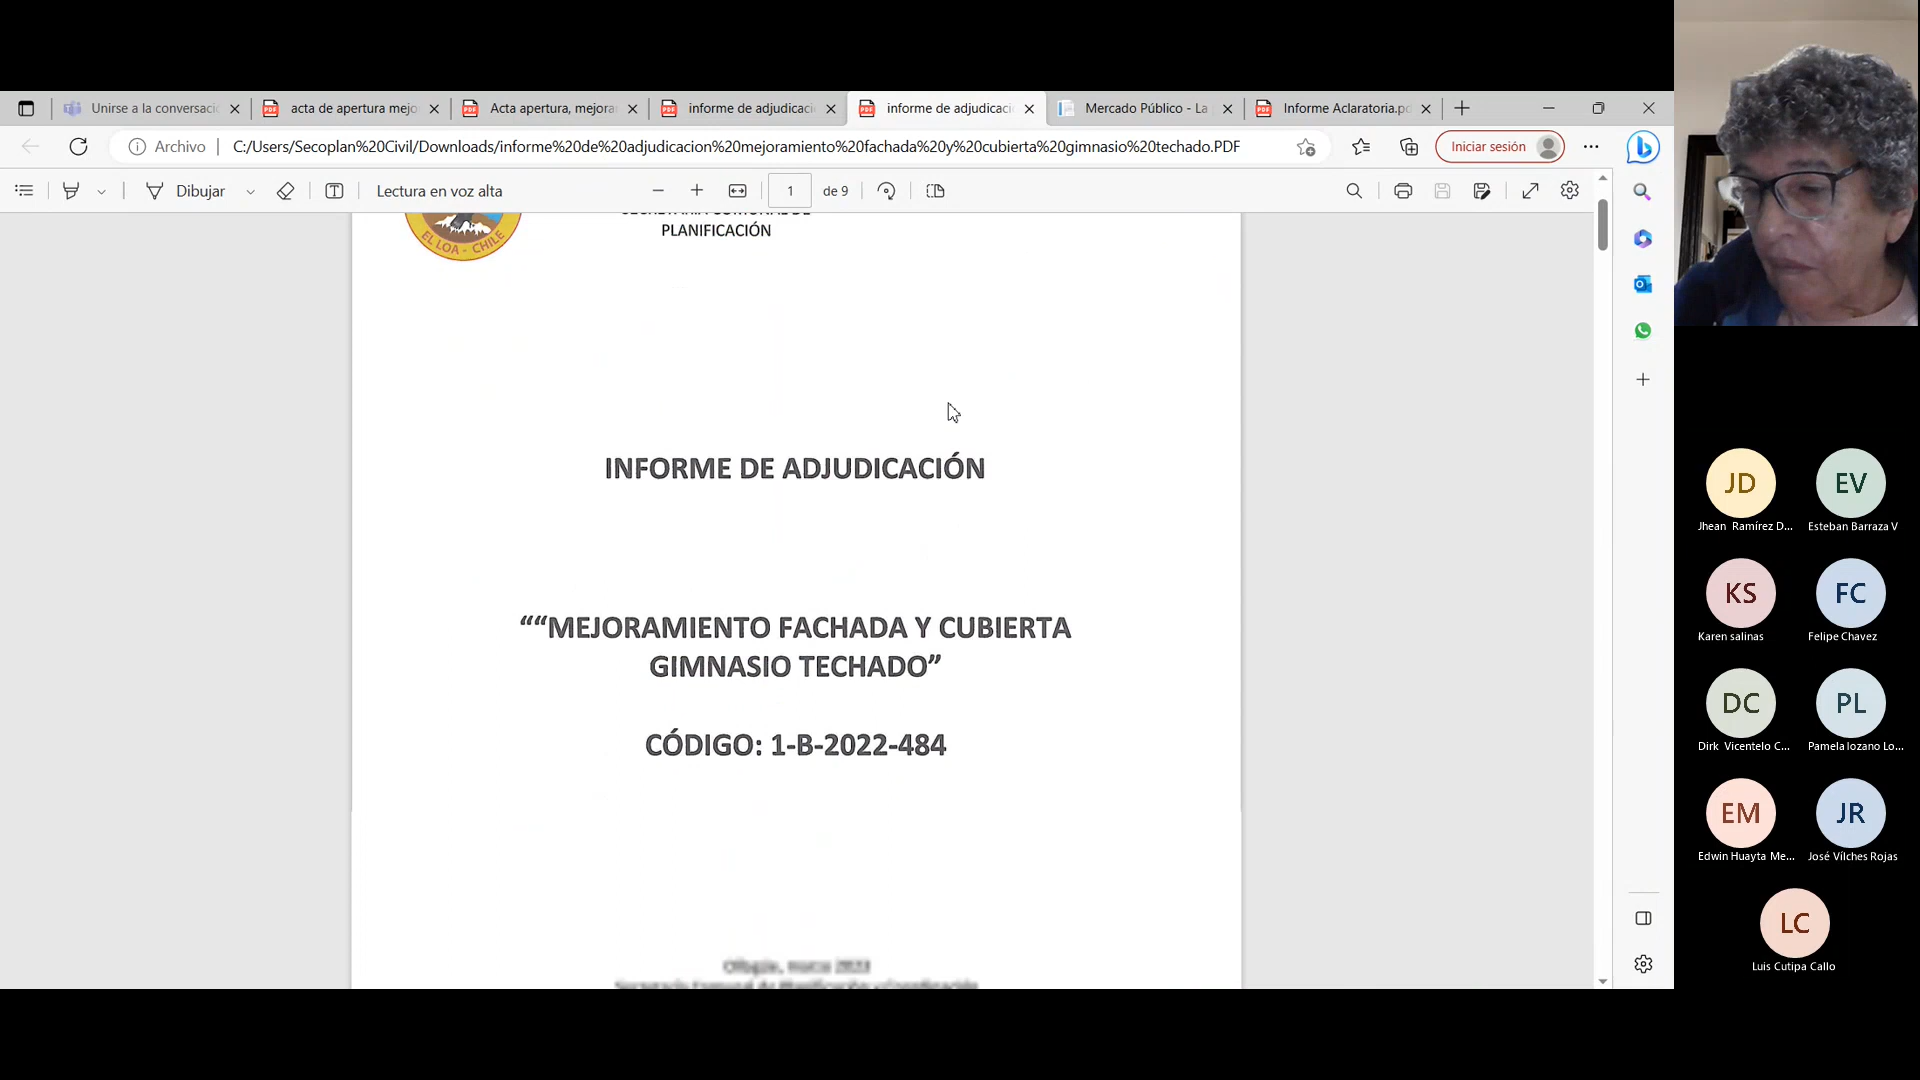 Unirse a la conversaci
acta de apertura mejo
Acta apertura, mejora
informe de adjudicaci
informe de adjudicaci
Mercado Público - La
Informe Aclaratoria.pd
Archivo
C:/Users/Secoplan%20Civil/Downloads/informe%20de%20adjudicacion%20mejoramiento%20fachada%20y%20cubierta%20gimnasio%20techado.PDF
Iniciar sesión
Dibujar
Lectura en voz alta
1
de 9
PLANIFICACIÓN
EL LOA - CHILE
INFORME DE ADJUDICACIÓN
““MEJORAMIENTO FACHADA Y CUBIERTA
GIMNASIO TECHADO”
CÓDIGO: 1-B-2022-484
JD
EV
Jhean Ramírez D...
Esteban Barraza V
KS
FC
Karen salinas
Felipe Chavez
DC
PL
Dirk Vicentelo C...
Pamela lozano Lo...
EM
JR
Edwin Huayta Me...
José Vilches Rojas
LC
Luis Cutipa Callo